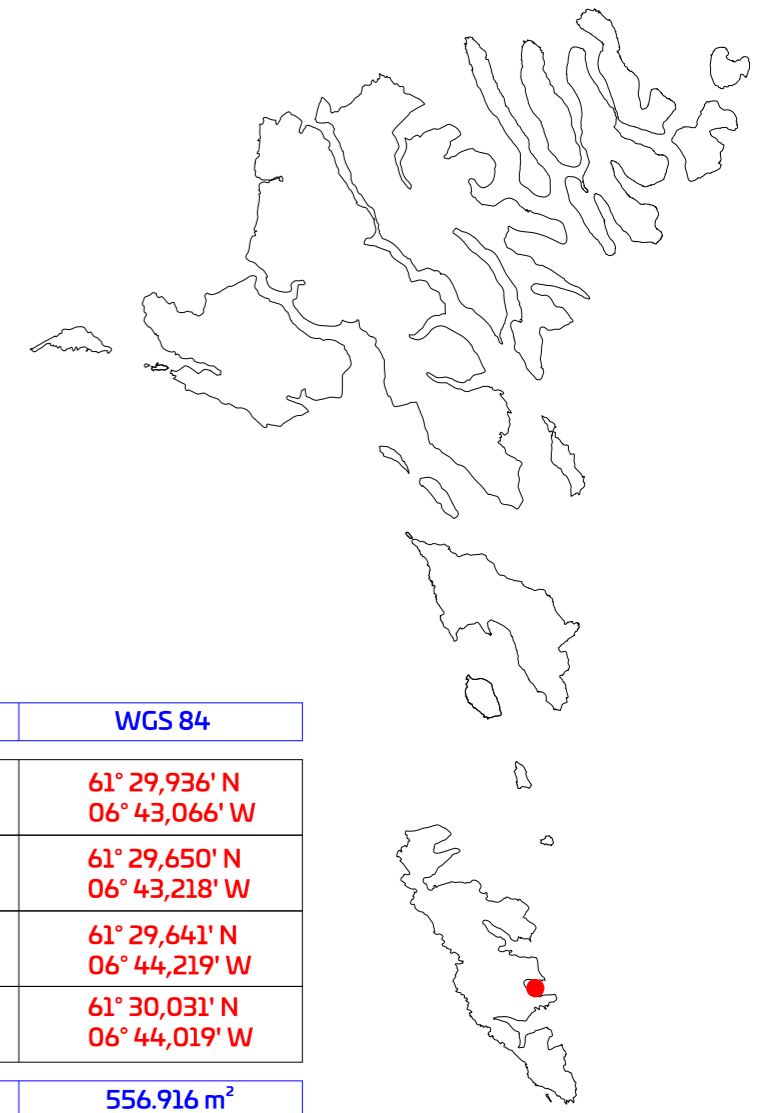 WGS 84
61° 29,936' N
06° 43,066' W
61° 29,650' N
06° 43,218' W
61° 29,641' N
06° 44,219' W
61° 30,031' N
06° 44,019' W
556.916 m²